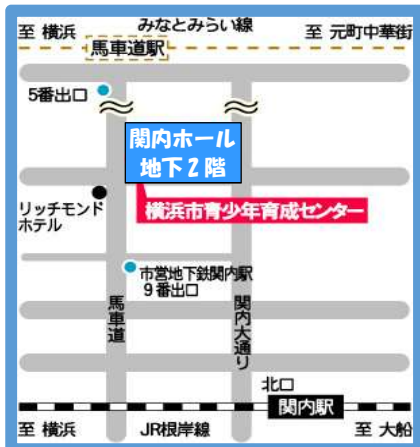 みなとみらい線
至 横浜
至 元町中華街
馬車道駅
5番出口
関内ホール
地下2階
リッチモンド
ホテル
横浜市青少年育成センター
市営地下鉄関内駅
9番出口
馬車道
関内大通り
北口
関内駅
至 横浜
JR根岸線
至 大船